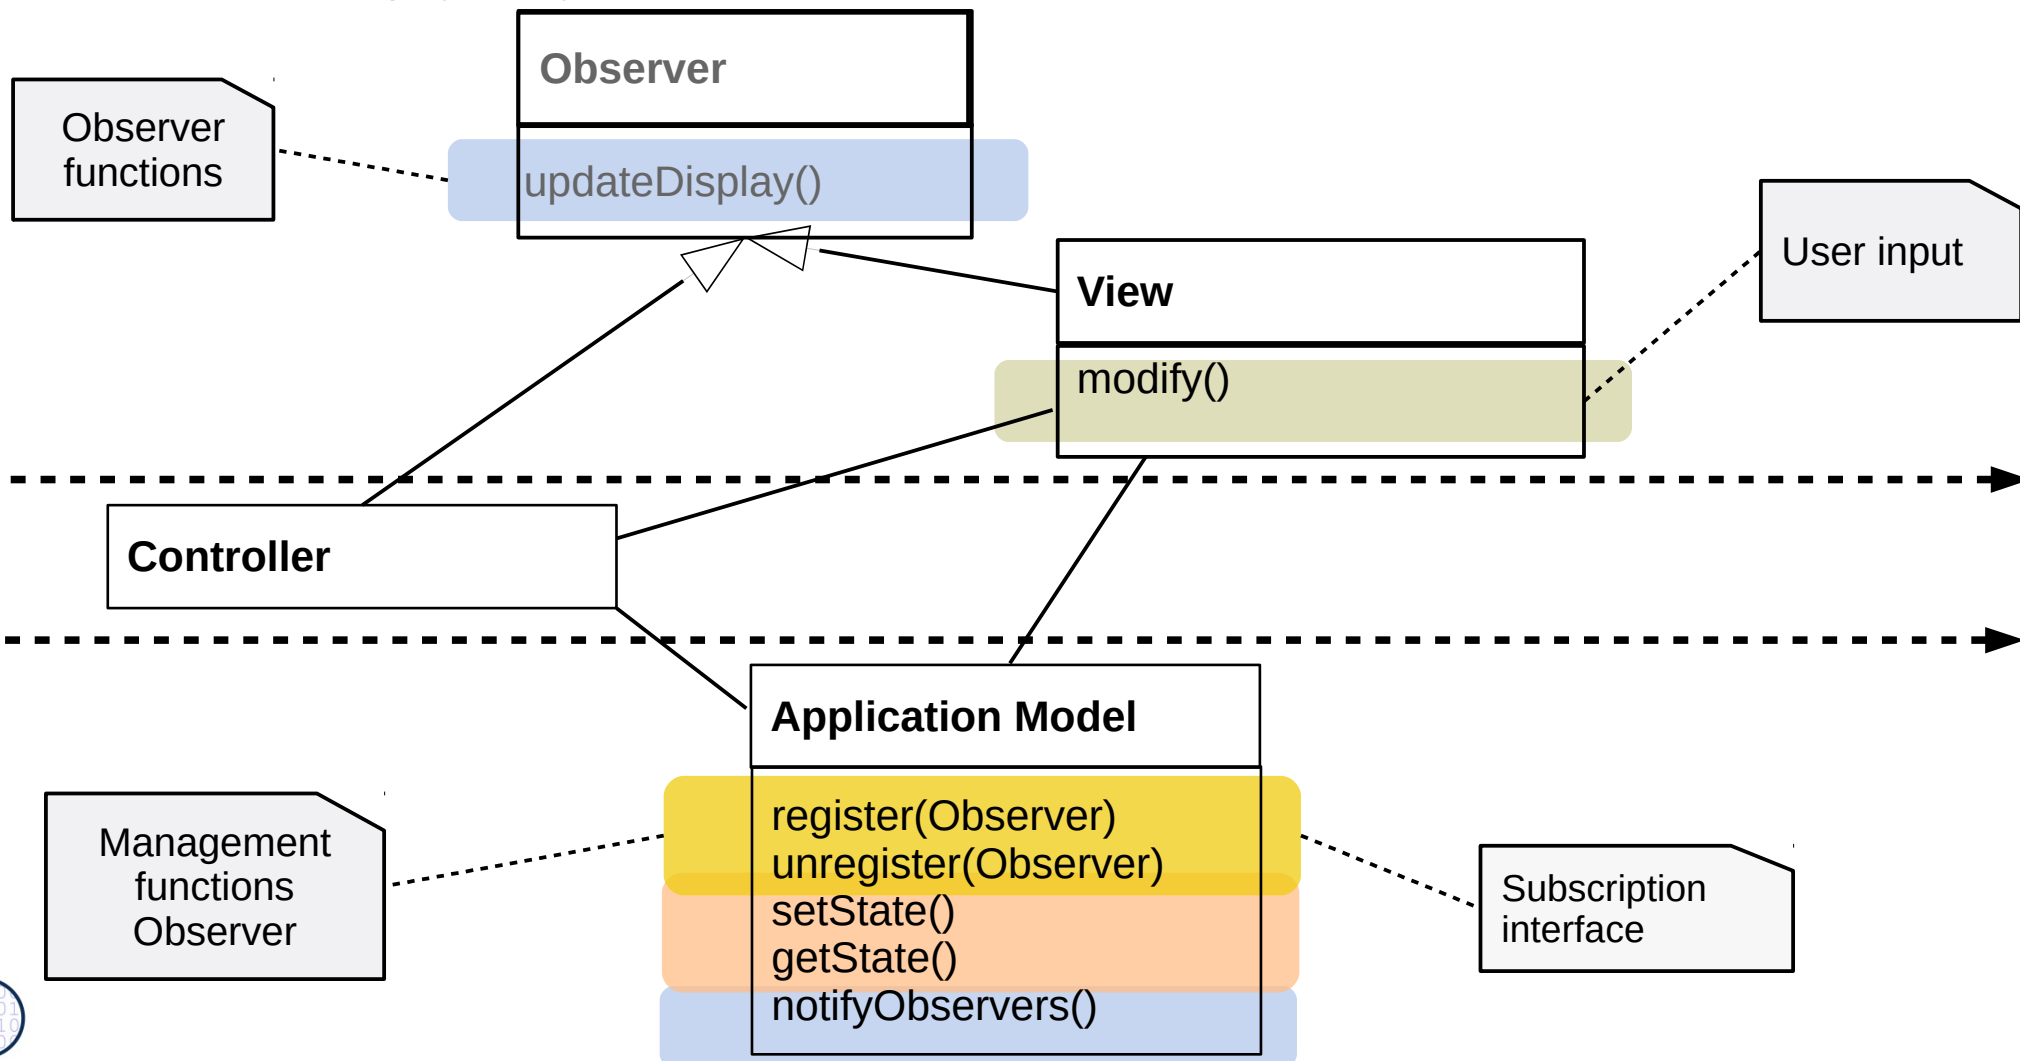 Observer
Observer
functions
updateDisplay()
User input
View
modify()
Controller
Application Model
register(Observer)
unregister(Observer)
setState()
getState()
notifyObservers()
Management
functions
Observer
Subscription
interface